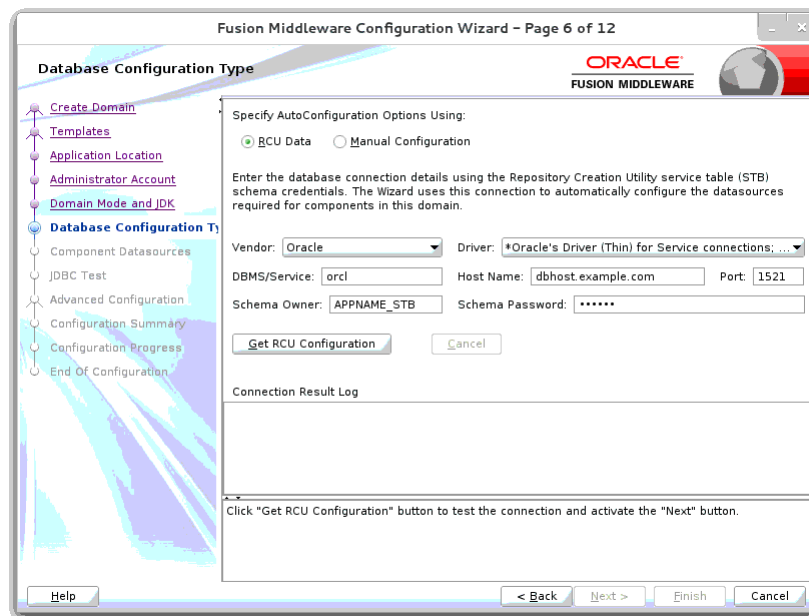 Fusion Middleware Configuration Wizard – Page 6 of 12
Database Configuration Type
ORACLE
FUSION MIDDLEWARE
Create Domain
Templates
Application Location
Administrator Account
Domain Mode and JDK
Database Configuration Ty
Component Datasources
JDBC Test
Advanced Configuration
Configuration Summary
Configuration Progress
End Of Configuration
Specify AutoConfiguration Options Using:
RCU Data Manual Configuration
Enter the database connection details using the Repository Creation Utility service table (STB)
schema credentials. The Wizard uses this connection to automatically configure the datasources
required for components in this domain.
Vendor: Oracle Driver: *Oracle's Driver (Thin) for Service connections; ...
DBMS/Service: orcl Host Name: dbhost.example.com Port: 1521
Schema Owner: APPNAME_STB Schema Password: ••••••
Get RCU Configuration Cancel
Connection Result Log
Click "Get RCU Configuration" button to test the connection and activate the "Next" button.
Help < Back Next > Finish Cancel